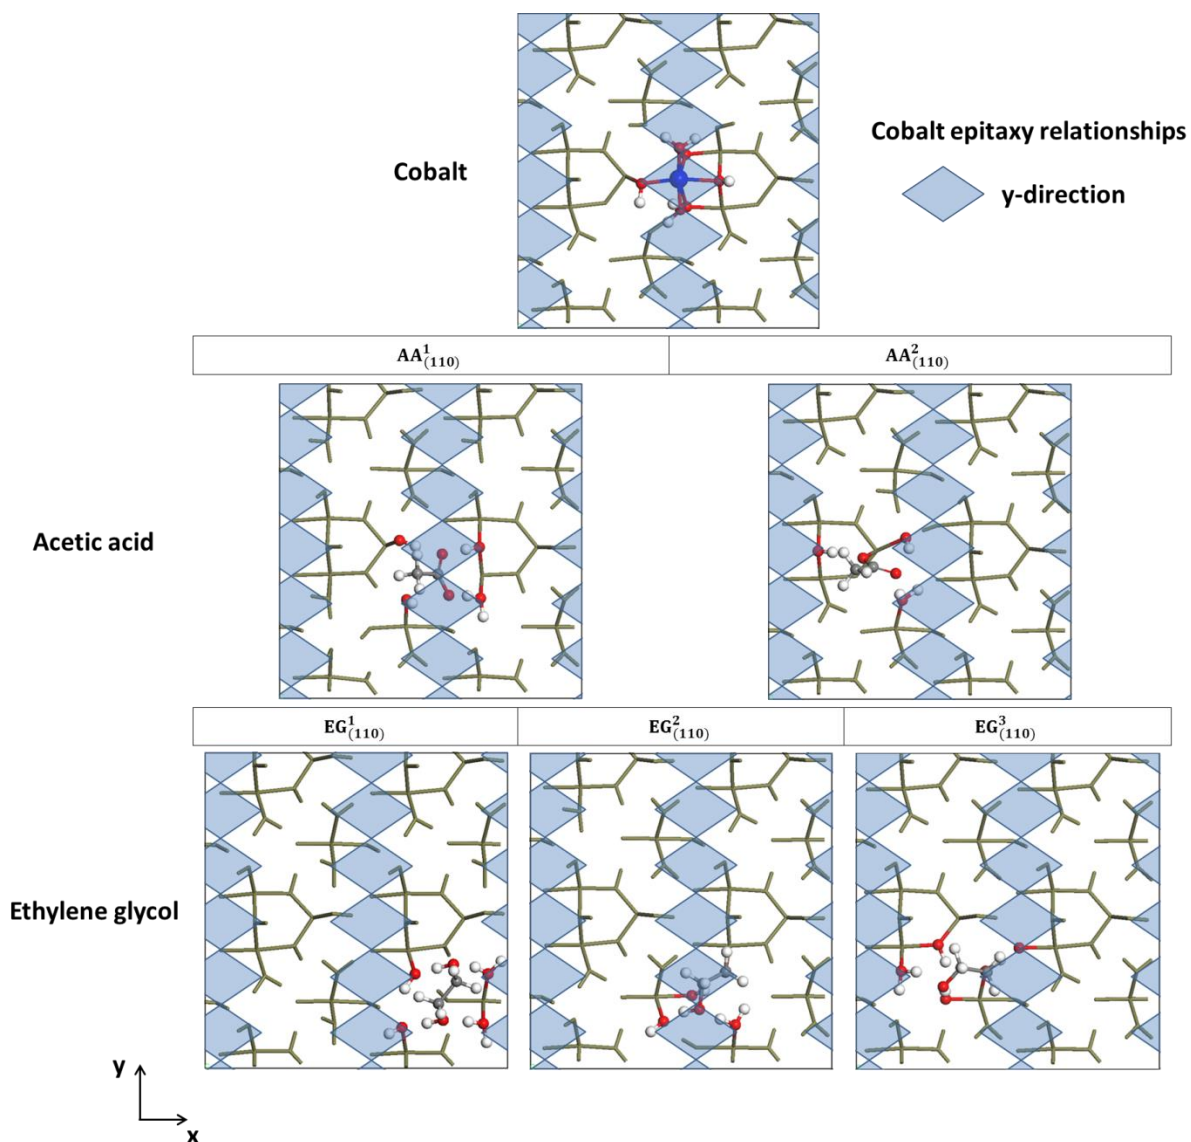 Cobalt epitaxy relationships
Cobalt
y-direction
AA¹₍₁₁₀₎ AA²₍₁₁₀₎
Acetic acid
EG¹₍₁₁₀₎ EG²₍₁₁₀₎ EG³₍₁₁₀₎
Ethylene glycol
y
x